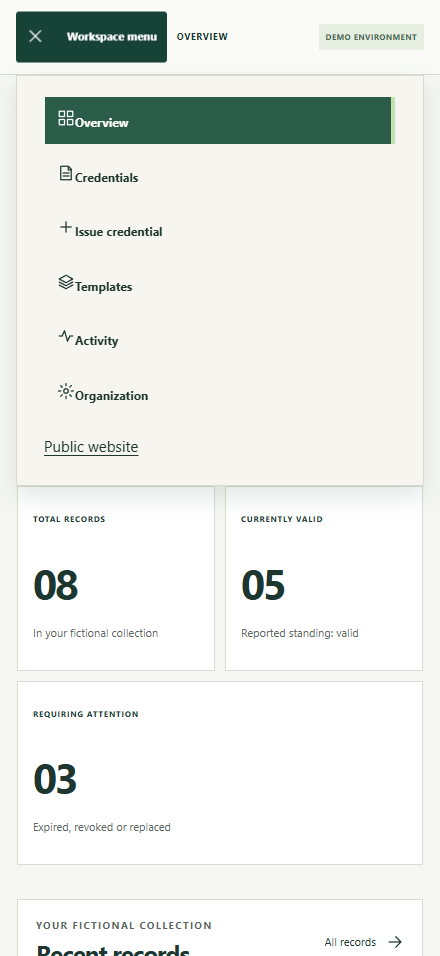 Workspace menu
OVERVIEW
DEMO ENVIRONMENT
Overview
Credentials
Issue credential
Templates
Activity
Organization
Public website
TOTAL RECORDS
08
In your fictional collection
CURRENTLY VALID
05
Reported standing: valid
REQUIRING ATTENTION
03
Expired, revoked or replaced
YOUR FICTIONAL COLLECTION
Recent records
All records